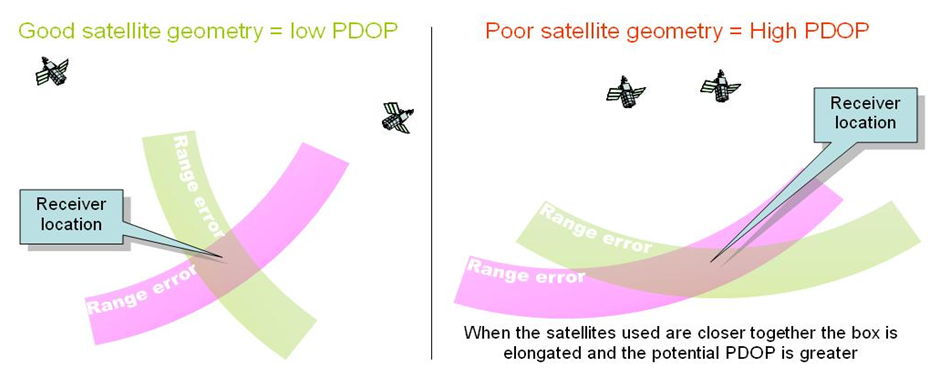 Good satellite geometry = low PDOP
Range error
Receiver
location
Range error
Poor satellite geometry = High PDOP
Receiver
location
Range error
Range error
When the satellites used are closer together the box is
elongated and the potential PDOP is greater